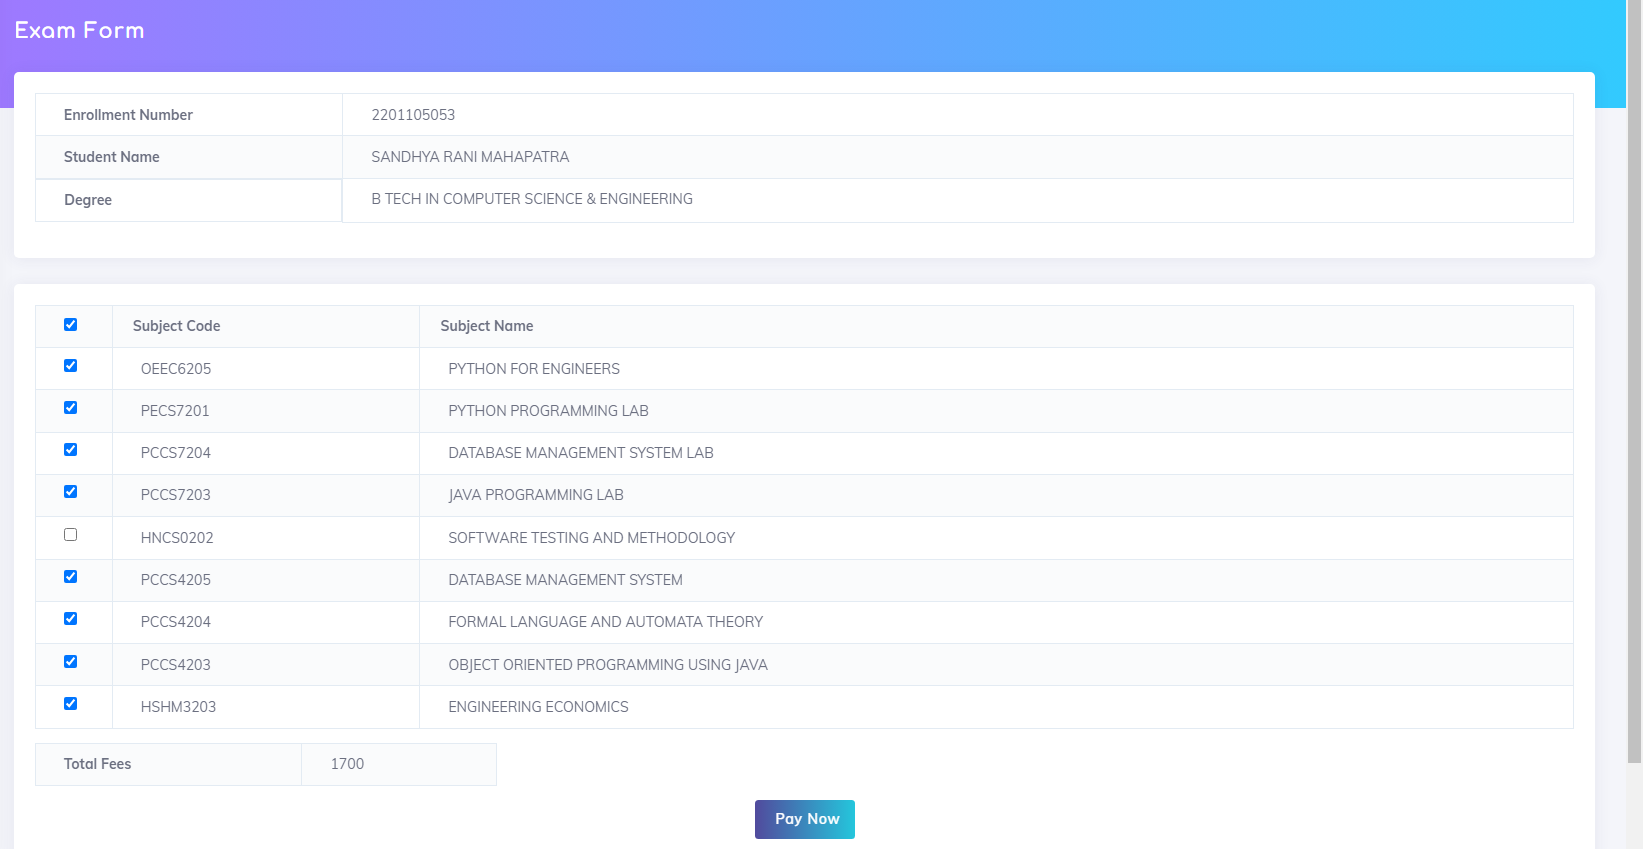 Exam Form
Enrollment Number 2201105053
Student Name SANDHYA RANI MAHAPATRA
Degree B TECH IN COMPUTER SCIENCE & ENGINEERING
Subject Code Subject Name
OEEC6205 PYTHON FOR ENGINEERS
PECS7201 PYTHON PROGRAMMING LAB
PCCS7204 DATABASE MANAGEMENT SYSTEM LAB
PCCS7203 JAVA PROGRAMMING LAB
HNCS0202 SOFTWARE TESTING AND METHODOLOGY
PCCS4205 DATABASE MANAGEMENT SYSTEM
PCCS4204 FORMAL LANGUAGE AND AUTOMATA THEORY
PCCS4203 OBJECT ORIENTED PROGRAMMING USING JAVA
HSHM3203 ENGINEERING ECONOMICS
Total Fees 1700
Pay Now